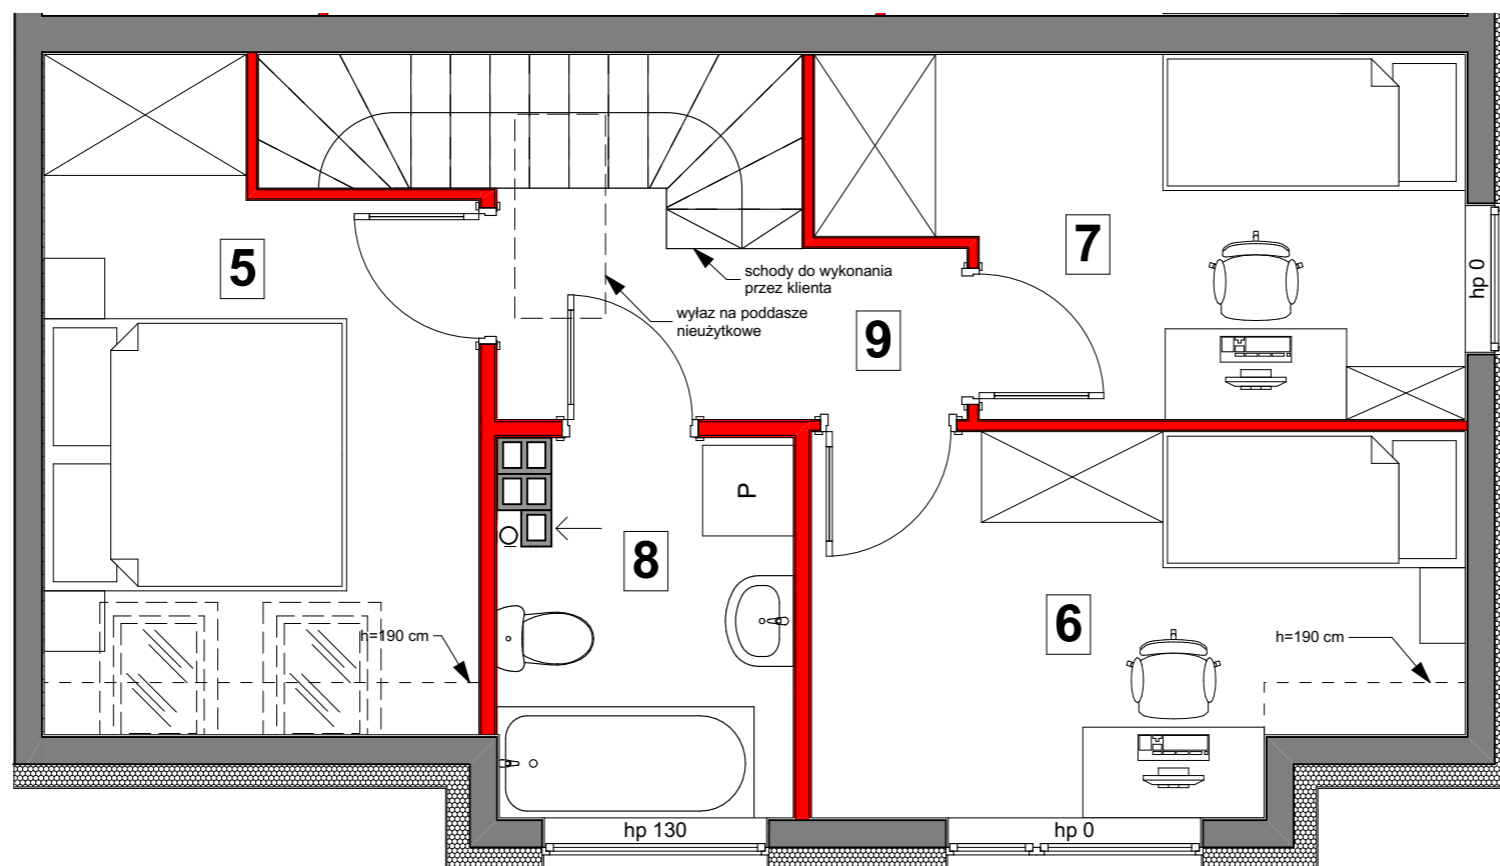 5
7
hp 0
schody do wykonania
przez klienta
wyłaz na poddasze
nieużytkowe
9
P
8
6
h=190 cm
h=190 cm
hp 130
hp 0